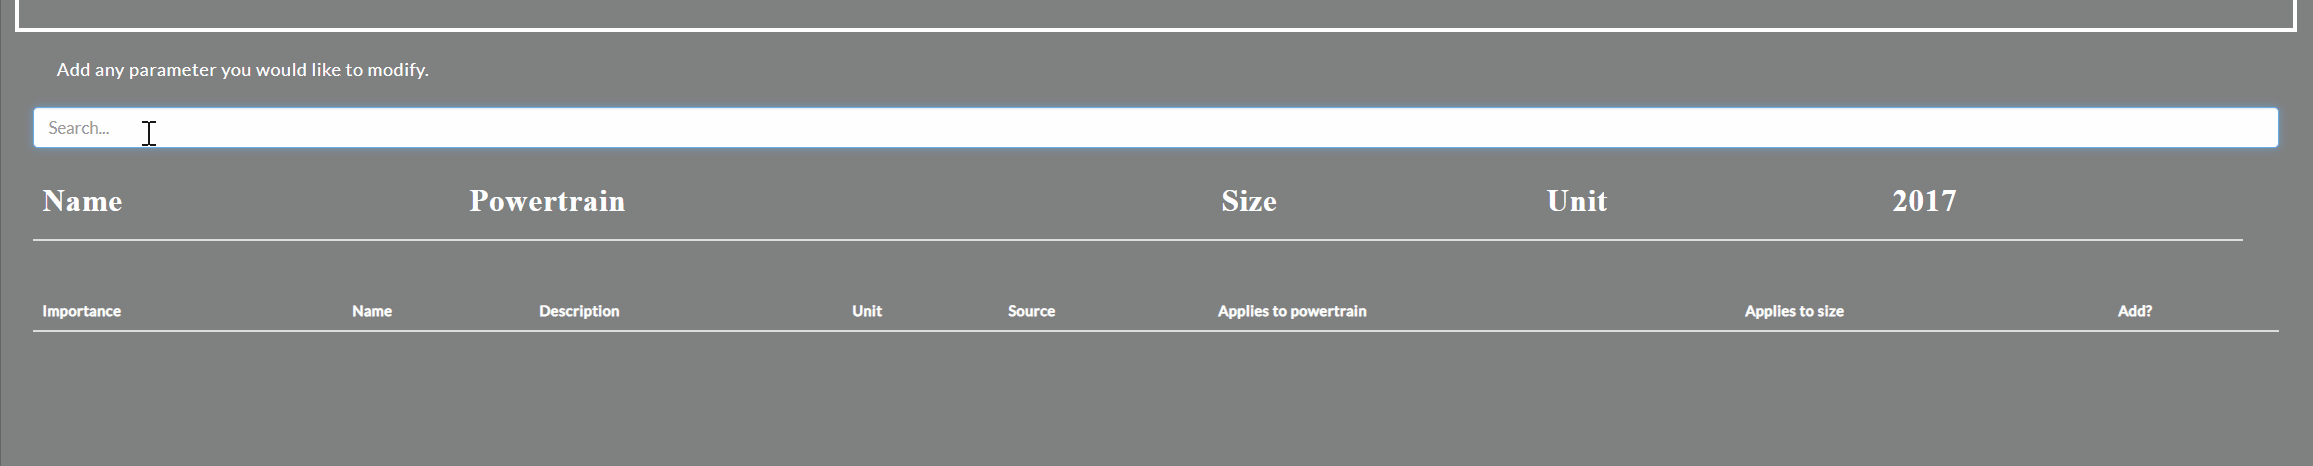 Add any parameter you would like to modify.
Search...
Name Powertrain Size Unit 2017
Importance Name Description Unit Source Applies to powertrain Applies to size Add?